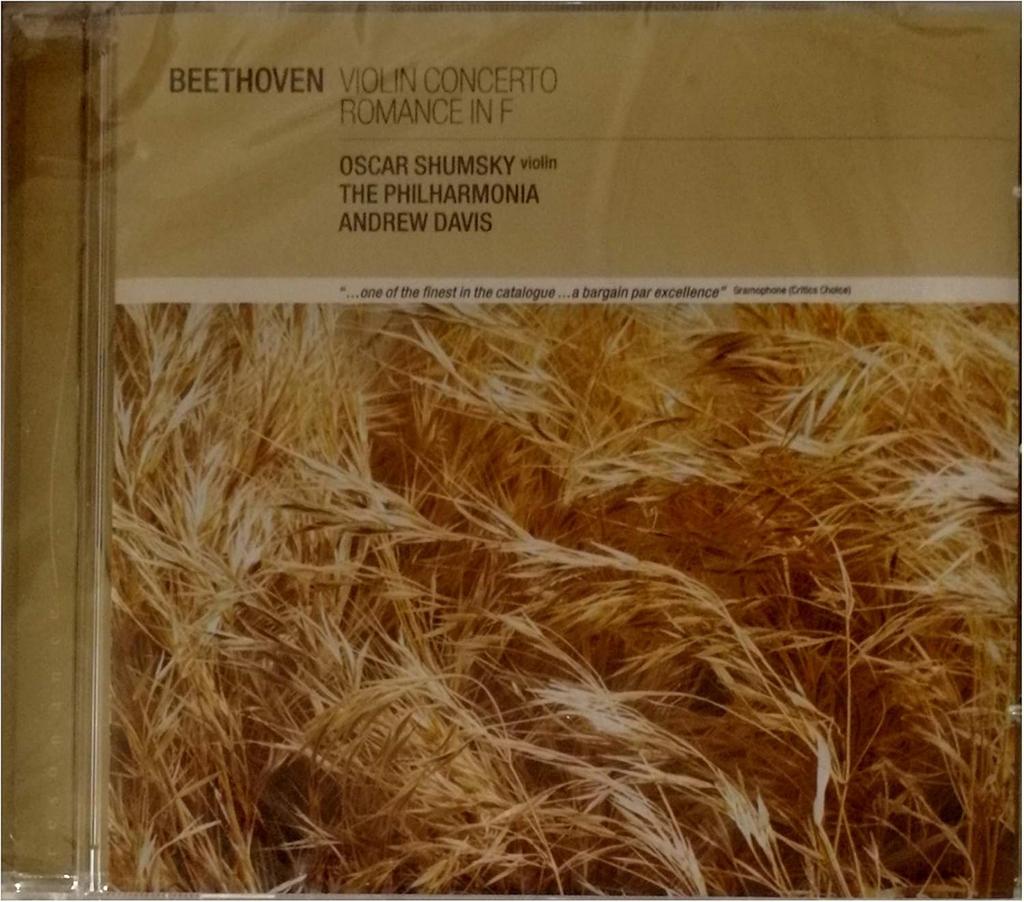 BEETHOVEN VIOLIN CONCERTO
ROMANCE IN F
OSCAR SHUMSKY violin
THE PHILHARMONIA
ANDREW DAVIS
"...one of the finest in the catalogue ...a bargain par excellence" Gramophone (Critics Choice)